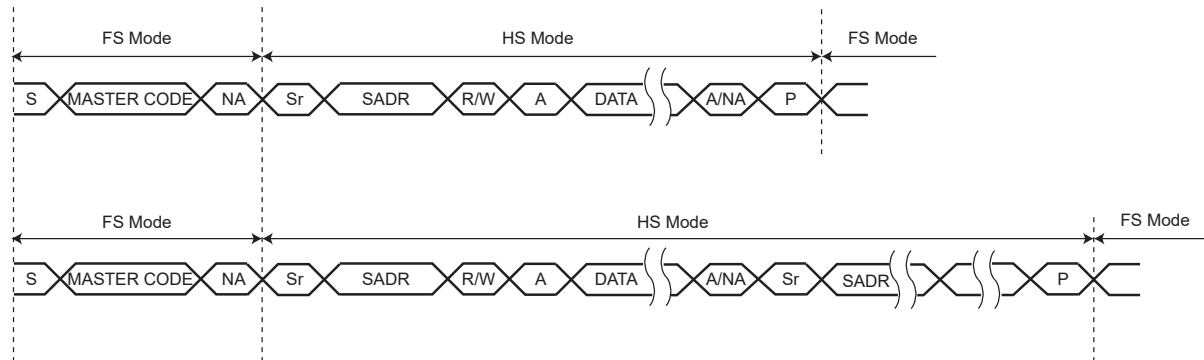 FS Mode HS Mode FS Mode
S MASTER CODE NA Sr SADR R/W A DATA A/NA P
FS Mode HS Mode FS Mode
S MASTER CODE NA Sr SADR R/W A DATA A/NA Sr SADR P